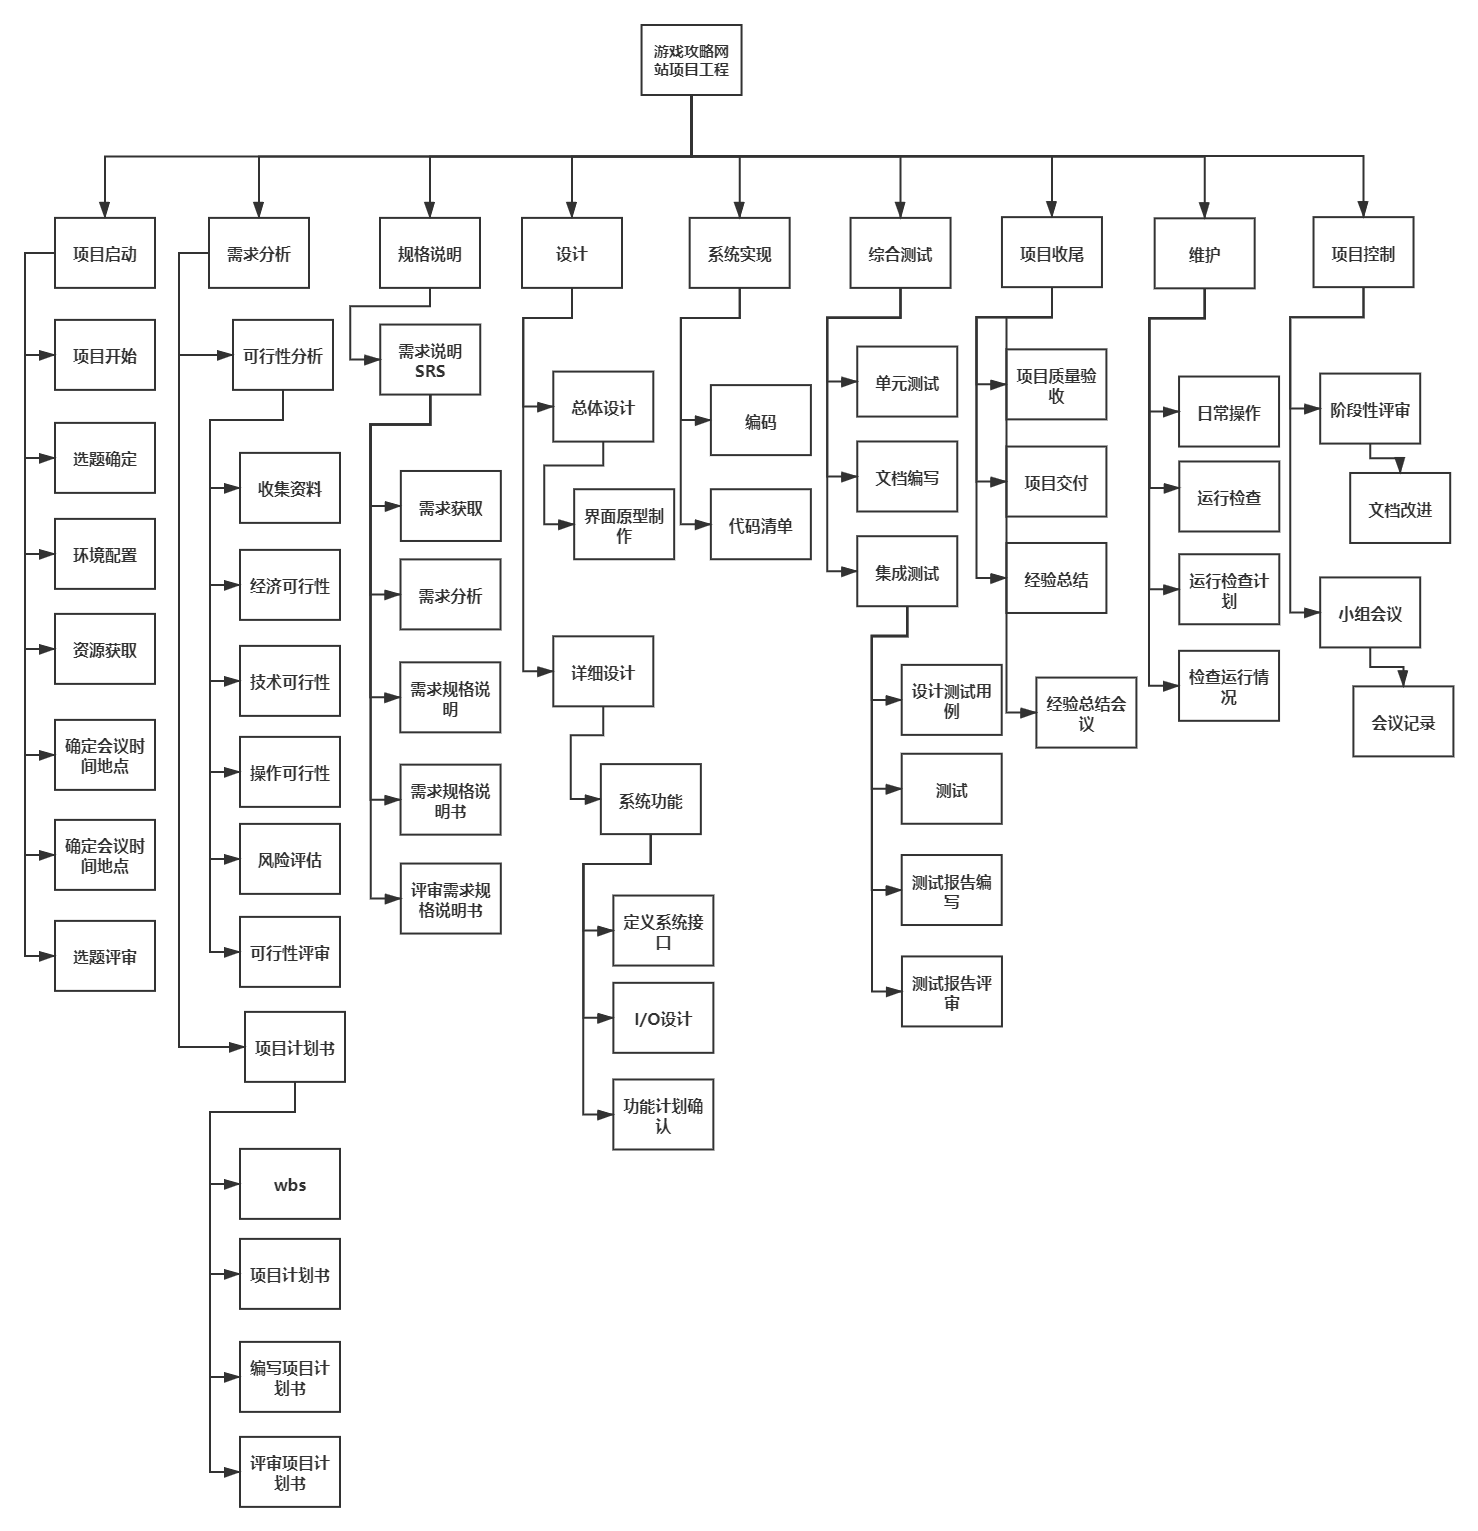 游戏攻略网
站项目工程
项目启动
需求分析
规格说明
设计
系统实现
综合测试
项目收尾
维护
项目控制
项目开始
选题确定
环境配置
资源获取
确定会议时
间地点
确定会议时
间地点
选题评审
可行性分析
收集资料
经济可行性
技术可行性
操作可行性
风险评估
可行性评审
项目计划书
wbs
项目计划书
编写项目计
划书
评审项目计
划书
需求说明
SRS
需求获取
需求分析
需求规格说
明
需求规格说
明书
评审需求规
格说明书
总体设计
界面原型制
作
详细设计
系统功能
定义系统接
口
I/O设计
功能计划确
认
编码
代码清单
单元测试
文档编写
集成测试
设计测试用
例
测试
测试报告编
写
测试报告评
审
项目质量验
收
项目交付
经验总结
经验总结会
议
日常操作
运行检查
运行检查计
划
检查运行情
况
阶段性评审
文档改进
小组会议
会议记录